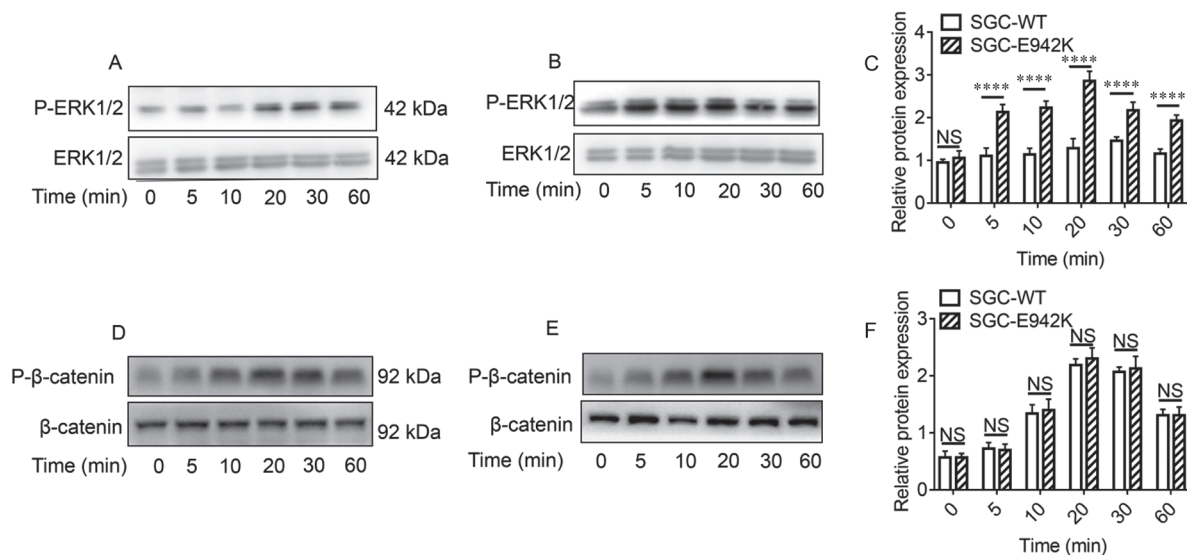 A
P-ERK1/2 42 kDa
ERK1/2 42 kDa
Time (min) 0 5 10 20 30 60
B
P-ERK1/2
ERK1/2
Time (min) 0 5 10 20 30 60
C
SGC-WT
SGC-E942K
Relative protein expression
4
3
2
1
0
NS **** **** **** **** ****
0 5 10 20 30 60
Time (min)
D
P-β-catenin 92 kDa
β-catenin 92 kDa
Time (min) 0 5 10 20 30 60
E
P-β-catenin
β-catenin
Time (min) 0 5 10 20 30 60
F
SGC-WT
SGC-E942K
Relative protein expression
3
2
1
0
NS NS NS NS NS NS
0 5 10 20 30 60
Time (min)